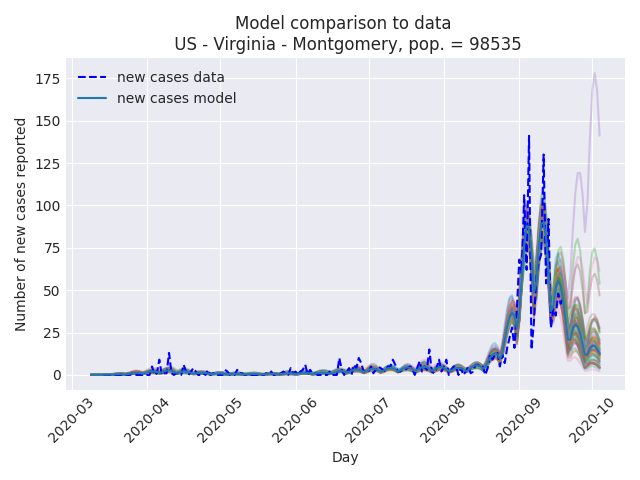 Model comparison to data
US - Virginia - Montgomery, pop. = 98535
new cases data
new cases model
Number of new cases reported
175
150
125
100
75
50
25
0
2020-03
2020-04
2020-05
2020-06
2020-07
2020-08
2020-09
2020-10
Day